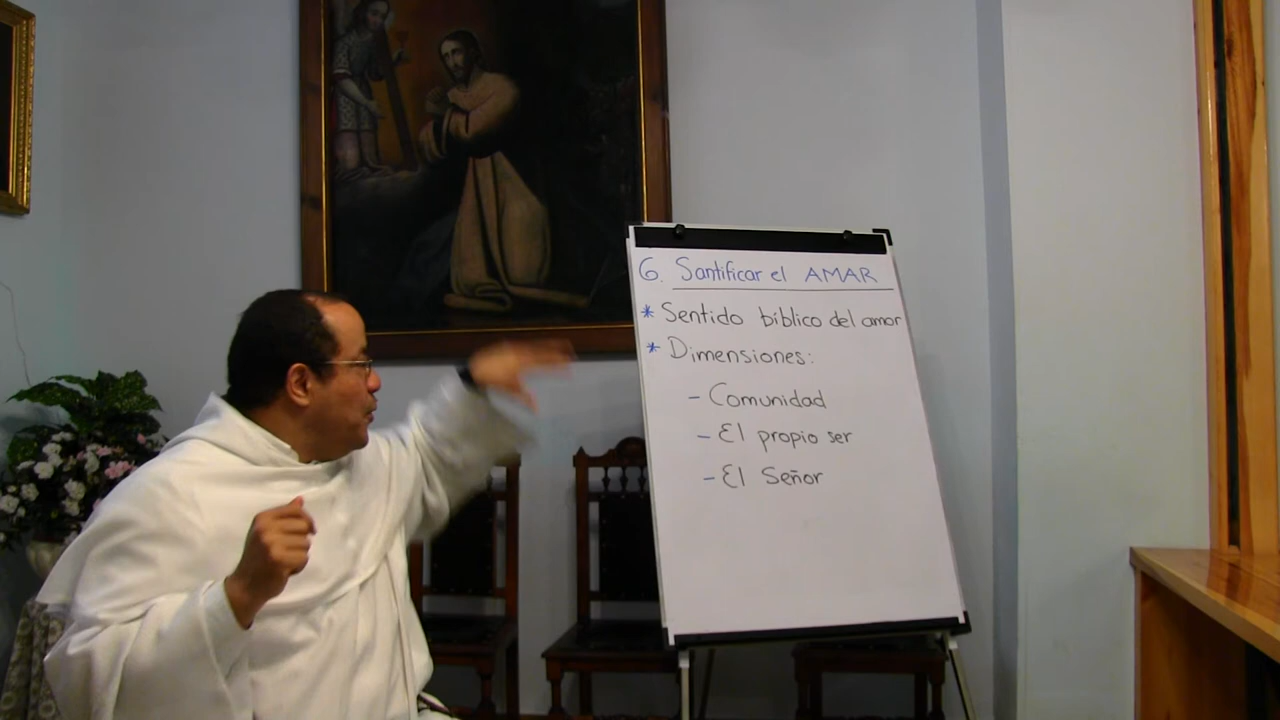 6. Santificar el AMAR
* Sentido bíblico del amor
* Dimensiones:
- Comunidad
- El propio ser
- El Señor